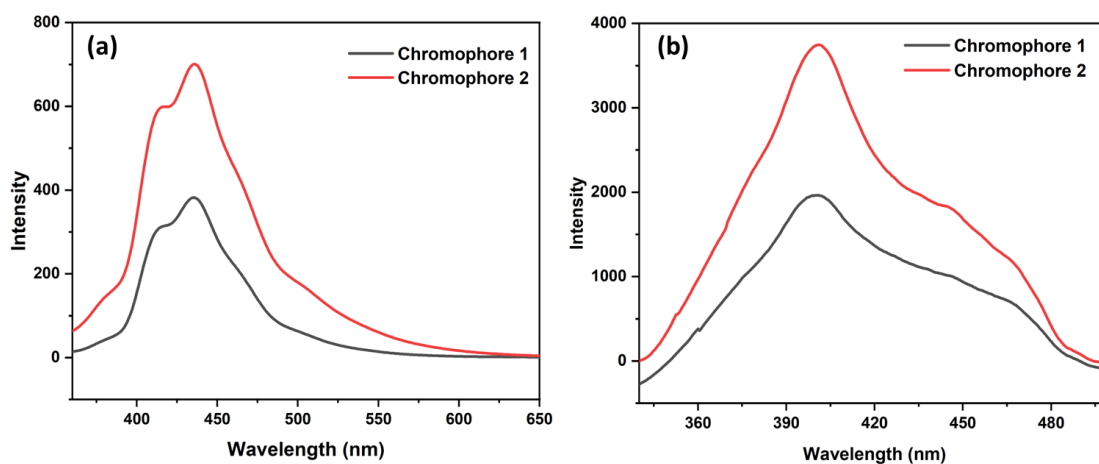 (a)
Chromophore 1
Chromophore 2
Intensity
800
600
400
200
0
400
450
500
550
600
650
Wavelength (nm)
(b)
Chromophore 1
Chromophore 2
Intensity
4000
3000
2000
1000
0
360
390
420
450
480
Wavelength (nm)